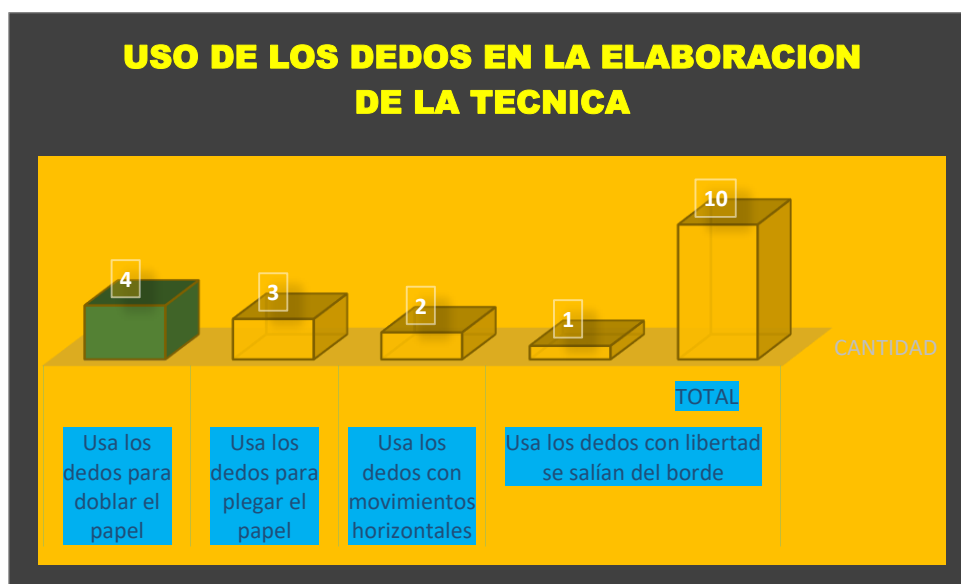 USO DE LOS DEDOS EN LA ELABORACION
DE LA TECNICA
10
4
3
2
1
CANTIDAD
TOTAL
Usa los
dedos para
doblar el
papel
Usa los
dedos para
plegar el
papel
Usa los
dedos con
movimientos
horizontales
Usa los dedos con libertad
se salían del borde